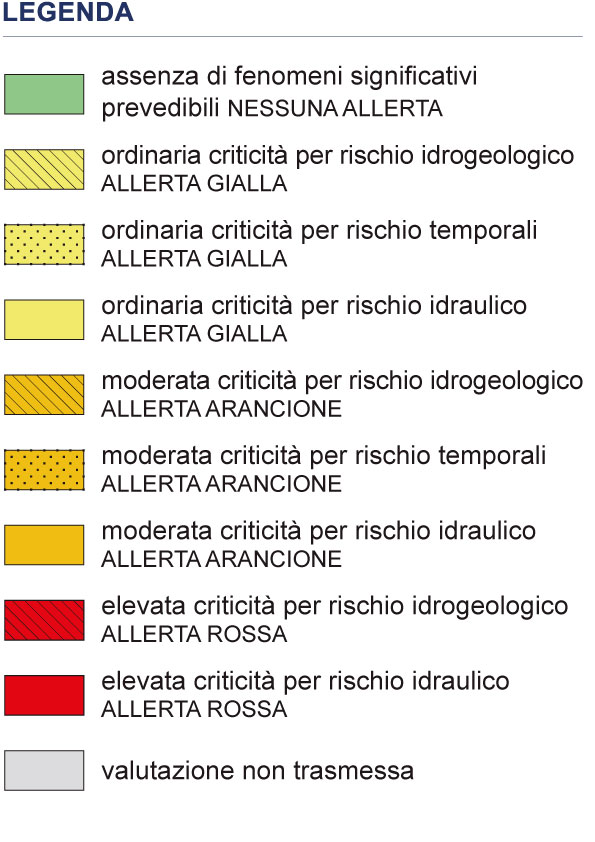 LEGENDA
assenza di fenomeni significativi
prevedibili NESSUNA ALLERTA
ordinaria criticità per rischio idrogeologico
ALLERTA GIALLA
ordinaria criticità per rischio temporali
ALLERTA GIALLA
ordinaria criticità per rischio idraulico
ALLERTA GIALLA
moderata criticità per rischio idrogeologico
ALLERTA ARANCIONE
moderata criticità per rischio temporali
ALLERTA ARANCIONE
moderata criticità per rischio idraulico
ALLERTA ARANCIONE
elevata criticità per rischio idrogeologico
ALLERTA ROSSA
elevata criticità per rischio idraulico
ALLERTA ROSSA
valutazione non trasmessa